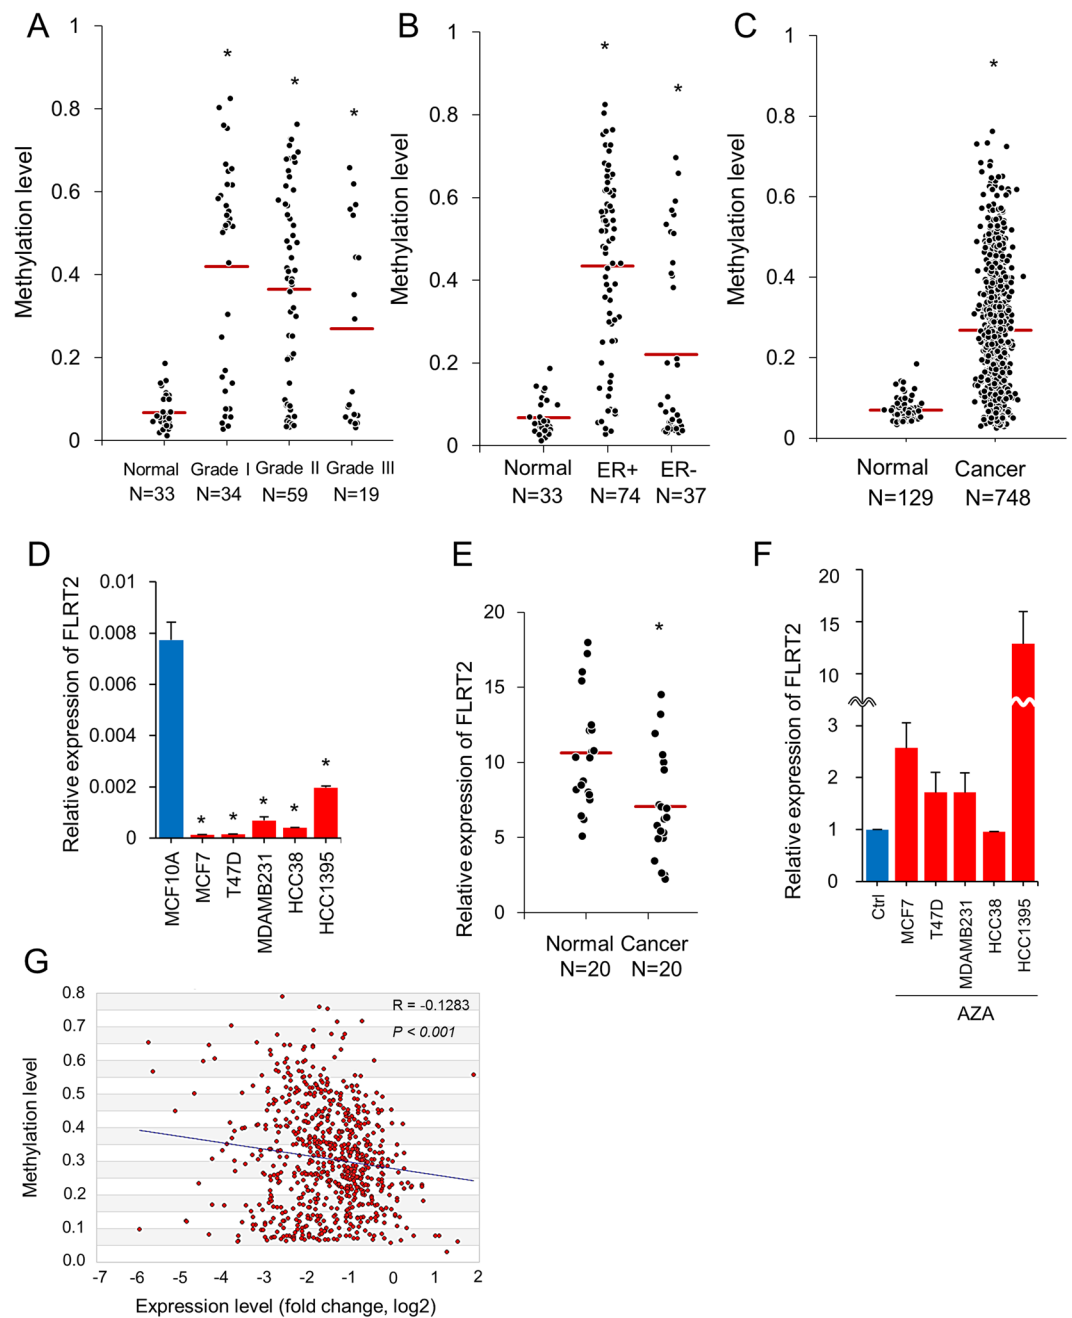 A
B
C
1
0.8
0.6
0.4
0.2
0
Methylation level
*
*
*
Normal Grade I Grade II Grade III
N=33 N=34 N=59 N=19
1
0.8
0.6
0.4
0.2
0
Methylation level
*
*
Normal ER+ ER-
N=33 N=74 N=37
1
0.8
0.6
0.4
0.2
0
Methylation level
*
Normal Cancer
N=129 N=748
D
E
F
0.01
0.008
0.006
0.004
0.002
0
Relative expression of FLRT2
* * * * *
MCF10A
MCF7
T47D
MDAMB231
HCC38
HCC1395
20
15
10
5
0
Relative expression of FLRT2
*
Normal Cancer
N=20 N=20
20
15
10
3
2
1
0
Relative expression of FLRT2
Ctrl
MCF7
T47D
MDAMB231
HCC38
HCC1395
AZA
G
0.8
0.7
0.6
0.5
0.4
0.3
0.2
0.1
0.0
Methylation level
R = -0.1283
P < 0.001
-7 -6 -5 -4 -3 -2 -1 0 1 2
Expression level (fold change, log2)